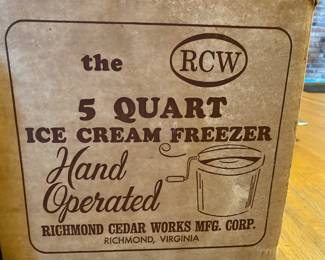 the RCW
5 QUART
ICE CREAM FREEZER
Hand
Operated
RICHMOND CEDAR WORKS MFG. CORP.
RICHMOND, VIRGINIA